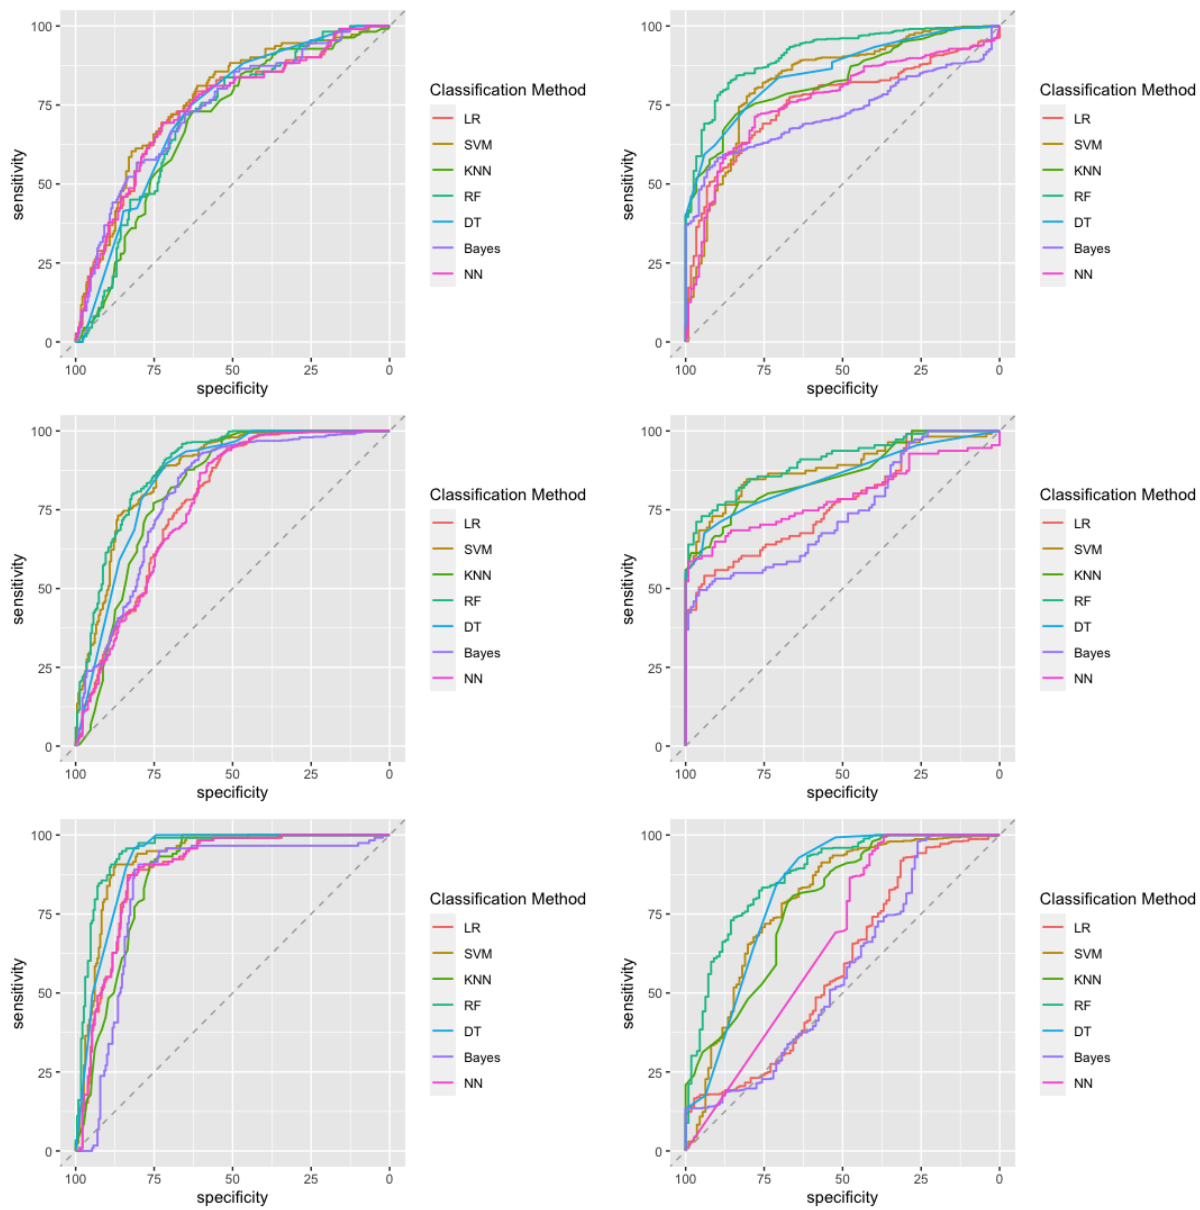 100
75
50
25
0
sensitivity
100
75
50
25
0
specificity
Classification Method
LR
SVM
KNN
RF
DT
Bayes
NN
100
75
50
25
0
sensitivity
100
75
50
25
0
specificity
Classification Method
LR
SVM
KNN
RF
DT
Bayes
NN
100
75
50
25
0
sensitivity
100
75
50
25
0
specificity
Classification Method
LR
SVM
KNN
RF
DT
Bayes
NN
100
75
50
25
0
sensitivity
100
75
50
25
0
specificity
Classification Method
LR
SVM
KNN
RF
DT
Bayes
NN
100
75
50
25
0
sensitivity
100
75
50
25
0
specificity
Classification Method
LR
SVM
KNN
RF
DT
Bayes
NN
100
75
50
25
0
sensitivity
100
75
50
25
0
specificity
Classification Method
LR
SVM
KNN
RF
DT
Bayes
NN